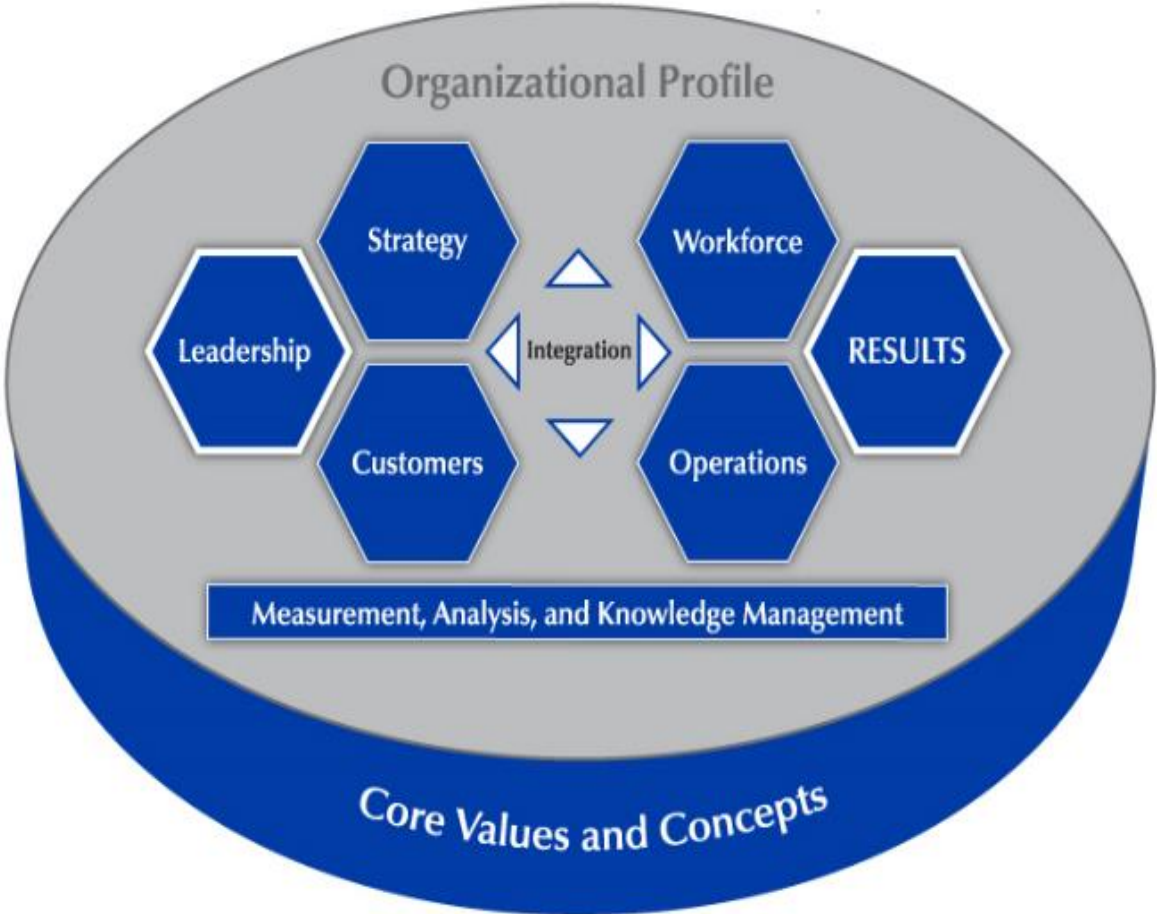 Organizational Profile
Strategy
Workforce
Leadership
Integration
RESULTS
Customers
Operations
Measurement, Analysis, and Knowledge Management
Core Values and Concepts